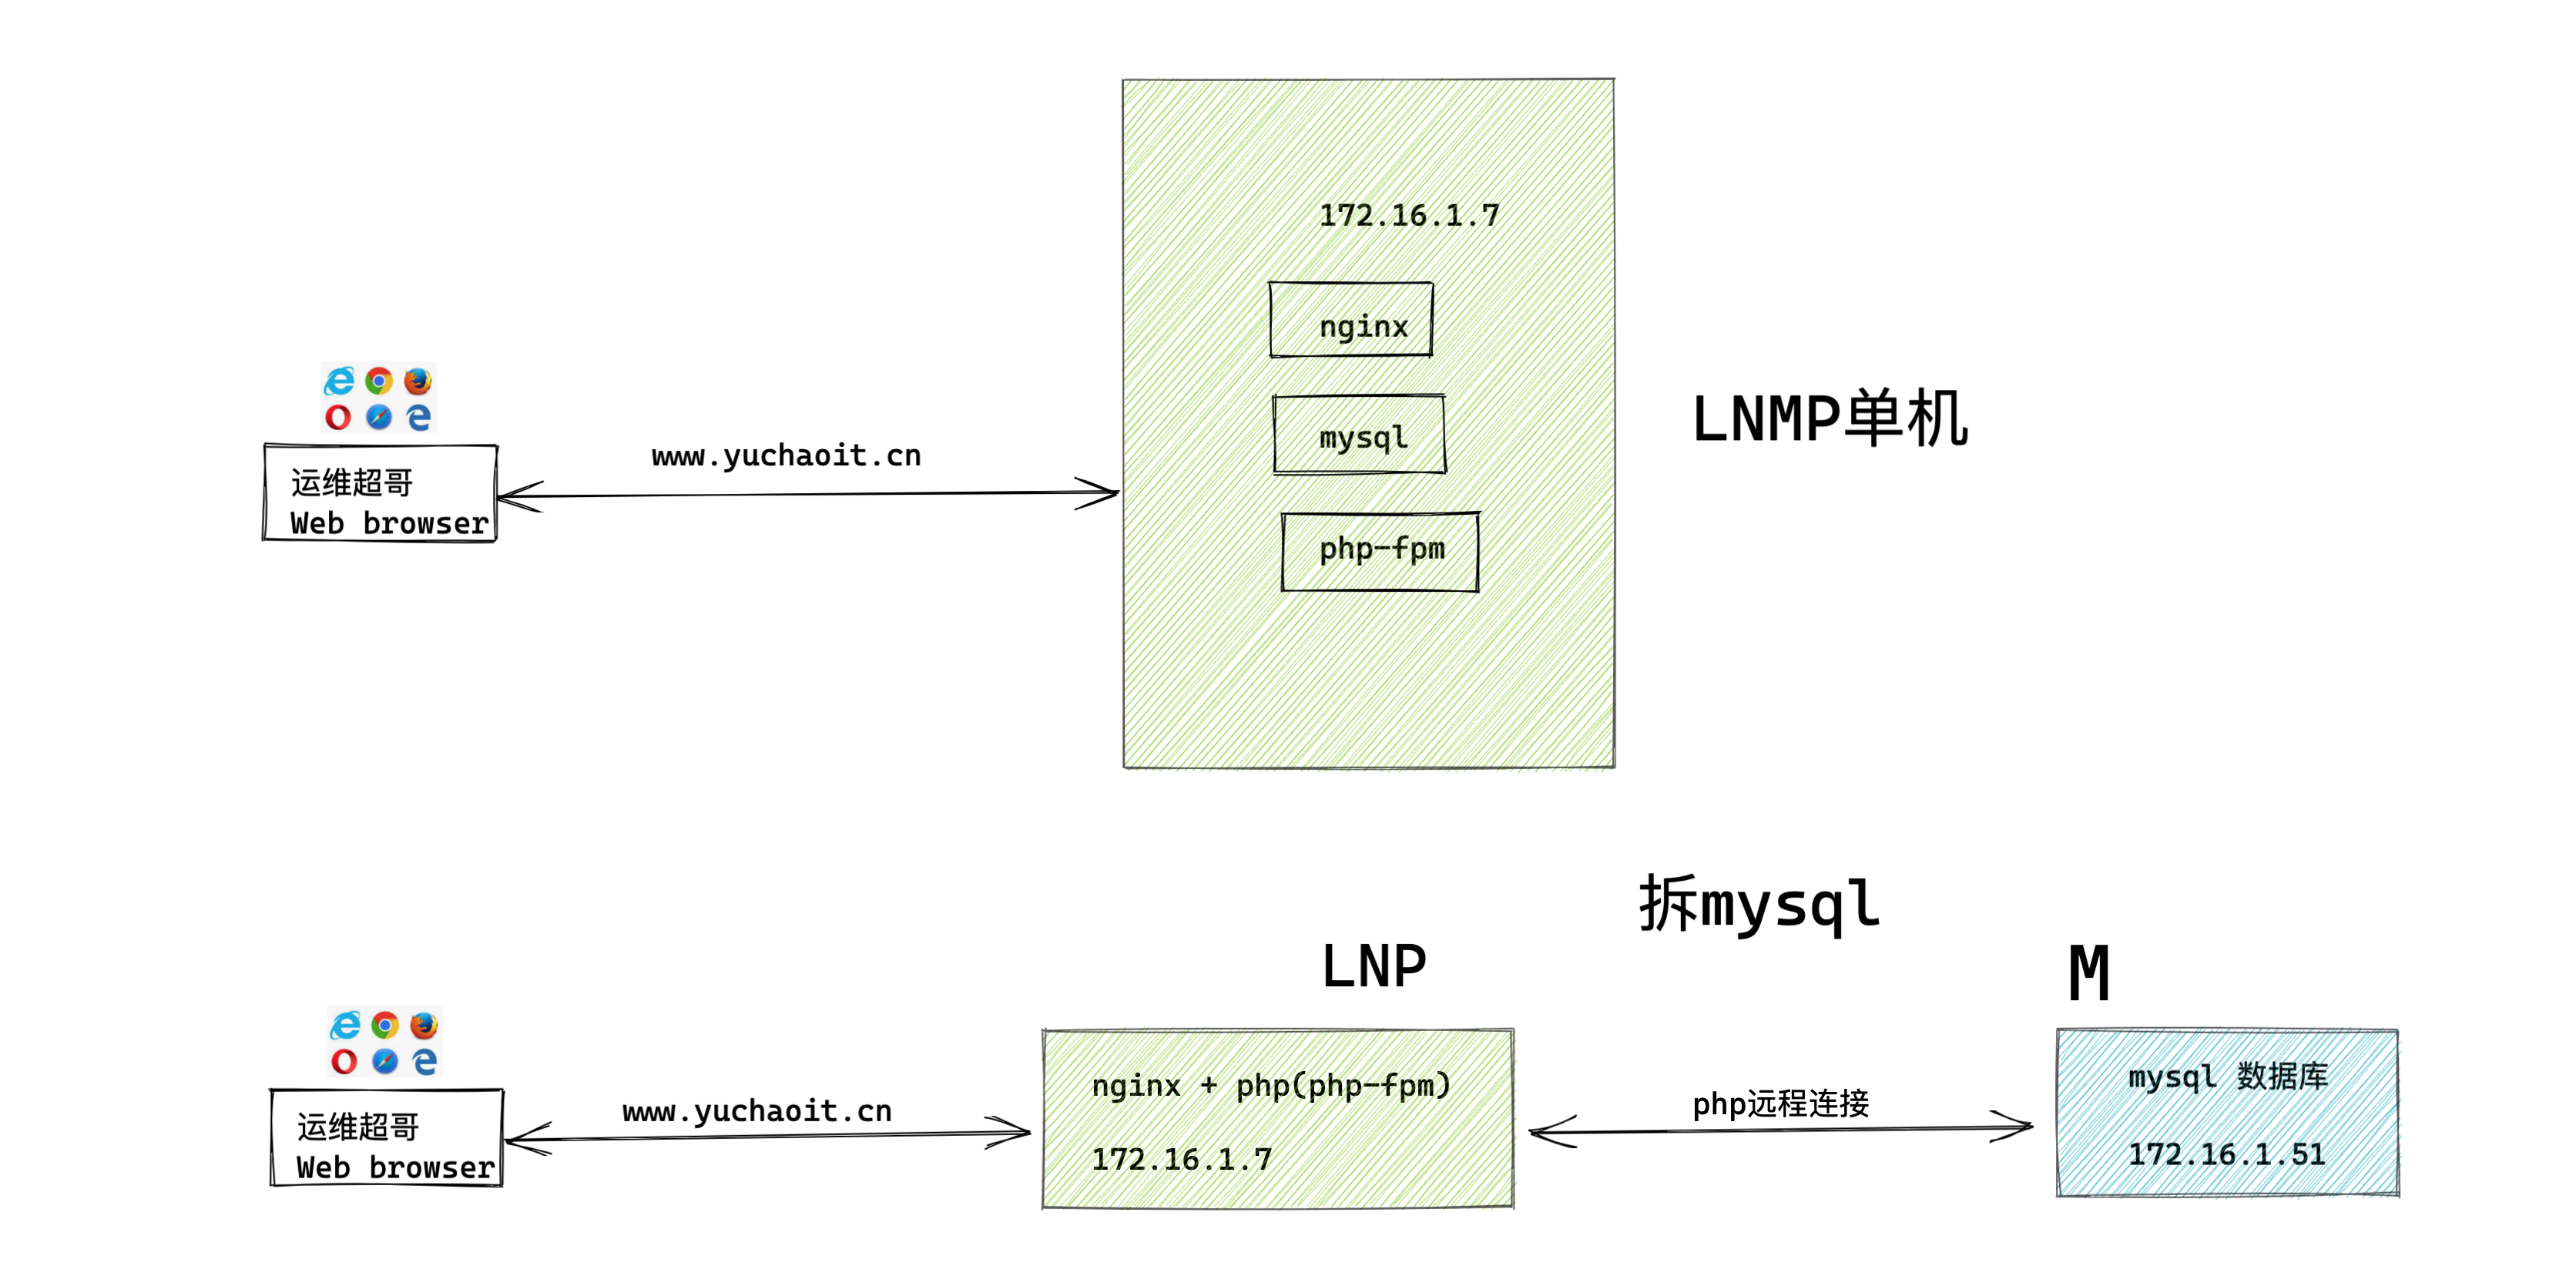 172.16.1.7
nginx
mysql
php-fpm
LNMP单机
www.yuchaoit.cn
运维超哥
Web browser
拆mysql
LNP
M
运维超哥
Web browser
www.yuchaoit.cn
nginx + php(php-fpm)
172.16.1.7
php远程连接
mysql 数据库
172.16.1.51